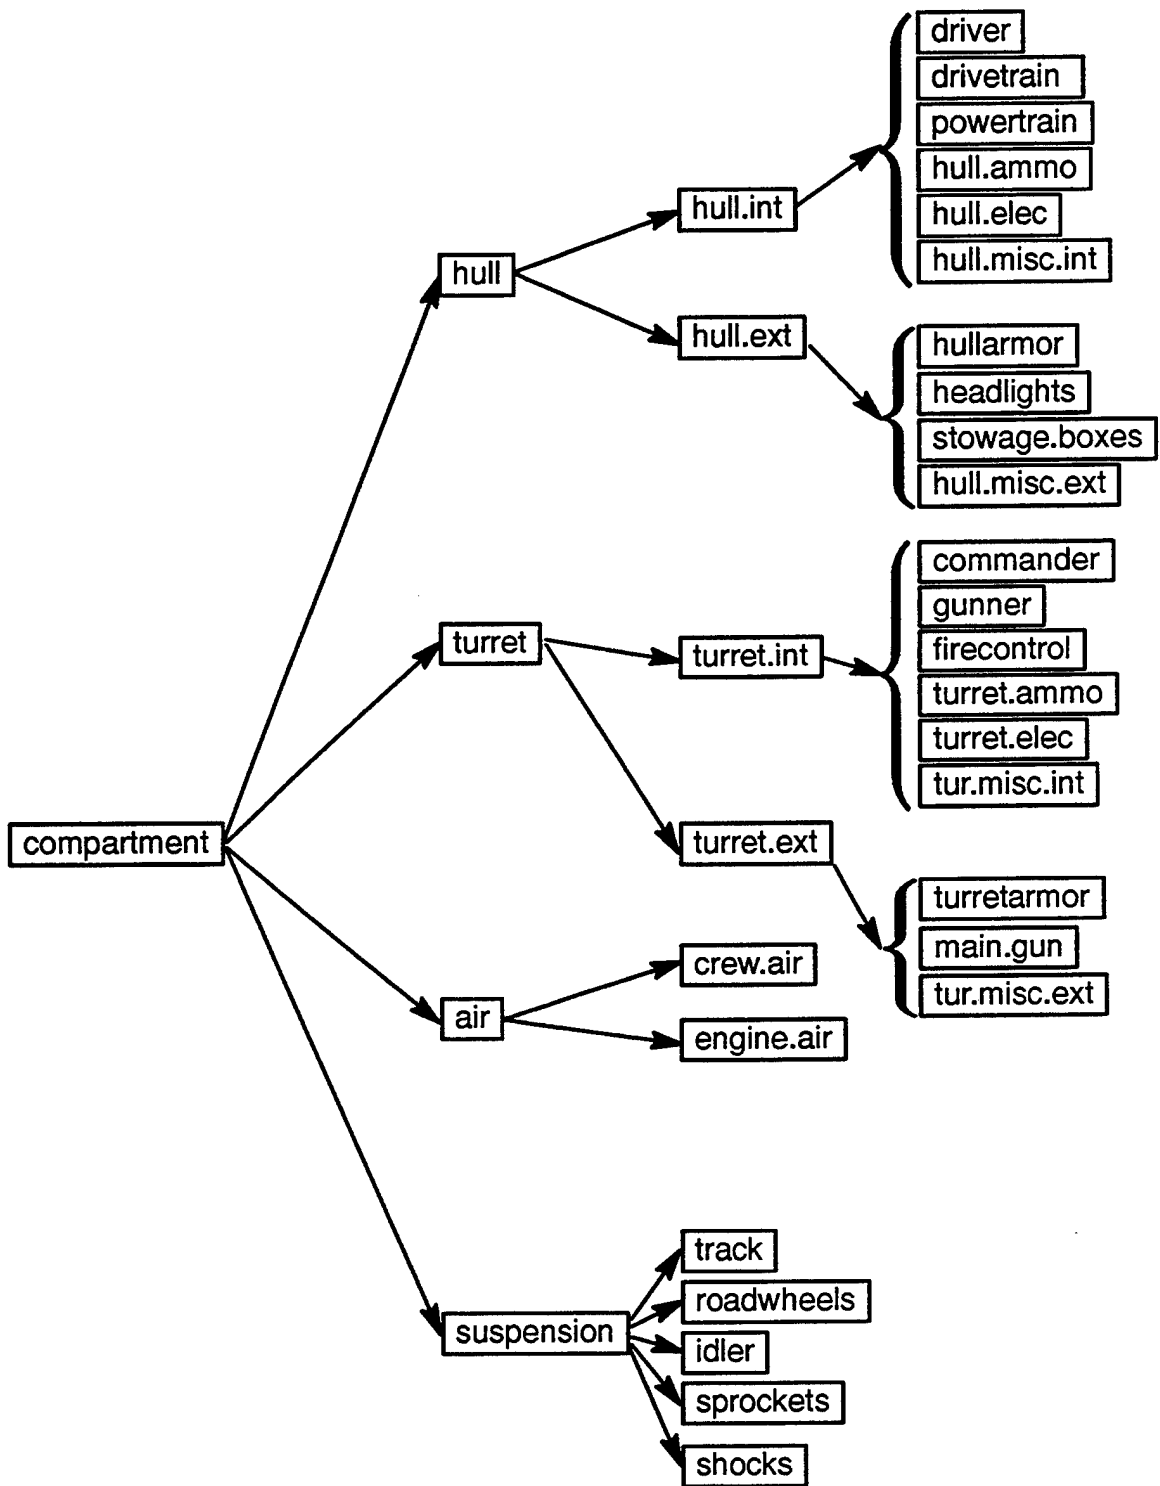 driver
drivetrain
powertrain
hull.ammo
hull.elec
hull.misc.int
hull.int
hull
hull.ext
hullarmor
headlights
stowage.boxes
hull.misc.ext
commander
gunner
firecontrol
turret.ammo
turret.elec
tur.misc.int
turret
turret.int
compartment
turret.ext
turretarmor
main.gun
tur.misc.ext
crew.air
air
engine.air
track
roadwheels
suspension
idler
sprockets
shocks